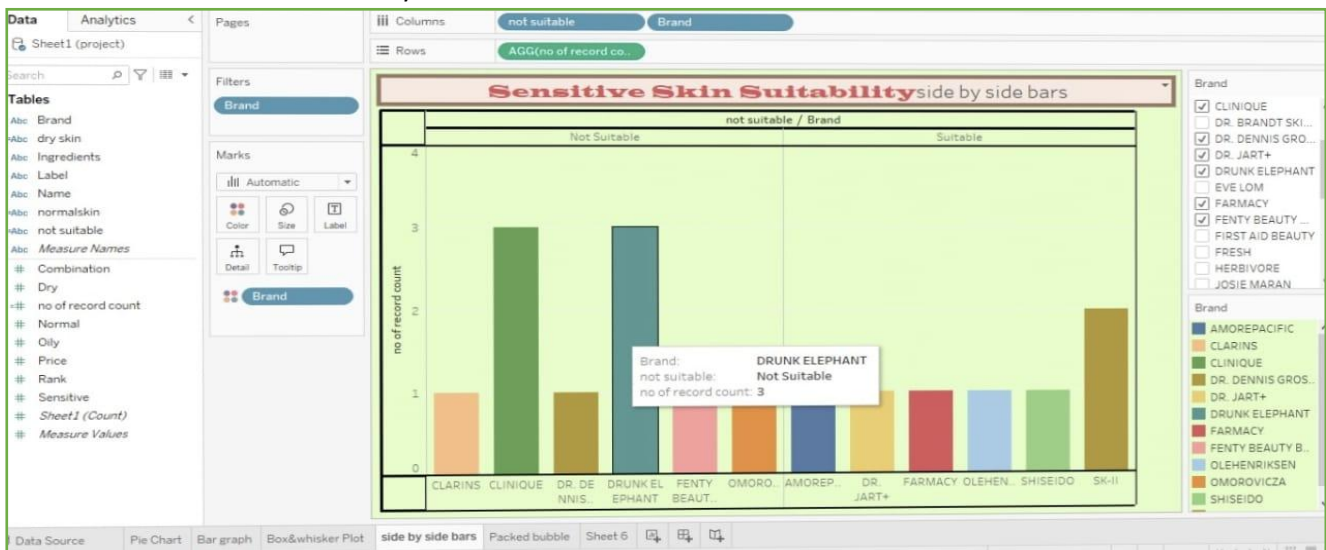 Data Analytics
Sheet1 (project)
Search
Tables
Abc Brand
Abc dry skin
Abc Ingredients
Abc Label
Abc Name
Abc normalskin
Abc not suitable
Abc Measure Names
# Combination
# Dry
# no of record count
# Normal
# Oily
# Price
# Rank
# Sensitive
# Sheet1 (Count)
# Measure Values
Pages
Filters
Brand
Marks
Automatic
Color Size Label
Detail Tooltip
Brand
Columns not suitable Brand
Rows AGG(no of record co..
Sensitive Skin Suitability side by side bars
not suitable / Brand
Not Suitable Suitable
no of record count
4
3
2
1
0
Brand: DRUNK ELEPHANT
not suitable: Not Suitable
no of record count: 3
CLARINS CLINIQUE DR. DE NNIS.. DRUNK EL EPHANT FENTY BEAUT.. OMORO.. AMOREP... DR. JART+ FARMACY OLEHEN.. SHISEIDO SK-II
Brand
CLINIQUE
DR. BRANDT SKI...
DR. DENNIS GRO...
DR. JART+
DRUNK ELEPHANT
EVE LOM
FARMACY
FENTY BEAUTY ...
FIRST AID BEAUTY
FRESH
HERBIVORE
JOSIE MARAN
Brand
AMOREPACIFIC
CLARINS
CLINIQUE
DR. DENNIS GROS..
DR. JART+
DRUNK ELEPHANT
FARMACY
FENTY BEAUTY B..
OLEHENRIKSEN
OMOROVICZA
SHISEIDO
Data Source Pie Chart Bar graph Box&whisker Plot side by side bars Packed bubble Sheet 6